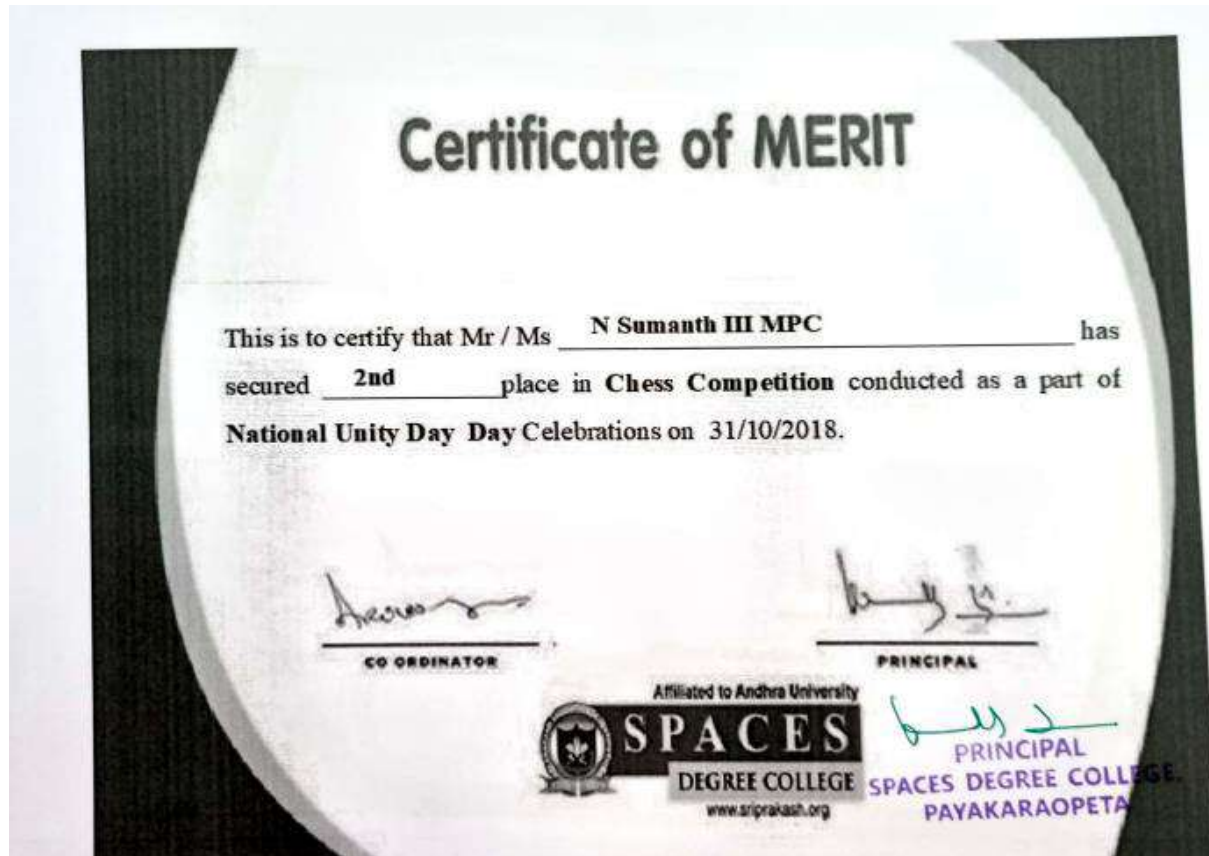 Certificate of MERIT
This is to certify that Mr / Ms N Sumanth III MPC has
secured 2nd place in Chess Competition conducted as a part of
National Unity Day Day Celebrations on 31/10/2018.
CO ORDINATOR
PRINCIPAL
Affiliated to Andhra University
SPACES
DEGREE COLLEGE
www.sriprakash.org
PRINCIPAL
SPACES DEGREE COLLEGE.
PAYAKARAOPETA